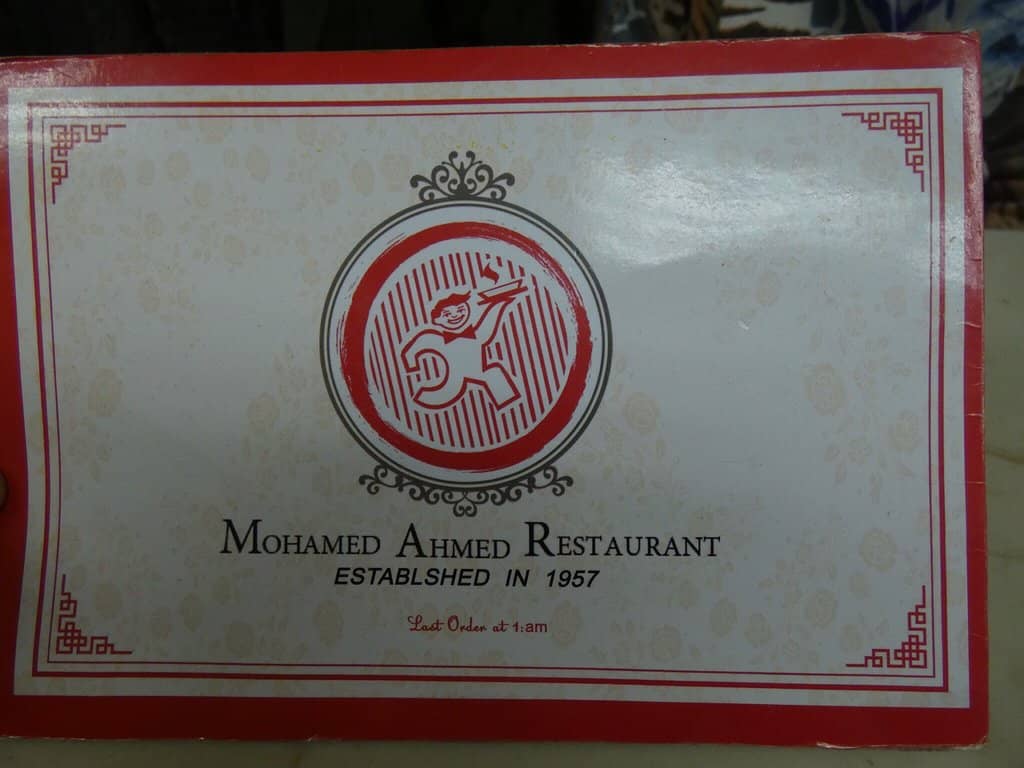 MOHAMED AHMED RESTAURANT
ESTABLSHED IN 1957
Last Order at 1:am